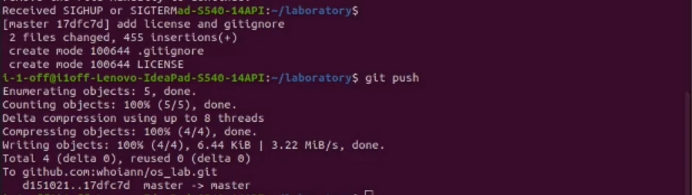 Received SIGHUP or SIGTERMad-S540-14API:~/laboratory$
[master 17dfc7d] add license and gitignore
 2 files changed, 455 insertions(+)
 create mode 100644 .gitignore
 create mode 100644 LICENSE
i-1-off@i1off-Lenovo-IdeaPad-S540-14API:~/laboratory$ git push
Enumerating objects: 5, done.
Counting objects: 100% (5/5), done.
Delta compression using up to 8 threads
Compressing objects: 100% (4/4), done.
Writing objects: 100% (4/4), 6.44 KiB | 3.22 MiB/s, done.
Total 4 (delta 0), reused 0 (delta 0)
To github.com:whoiann/os_lab.git
   d151021..17dfc7d  master -> master